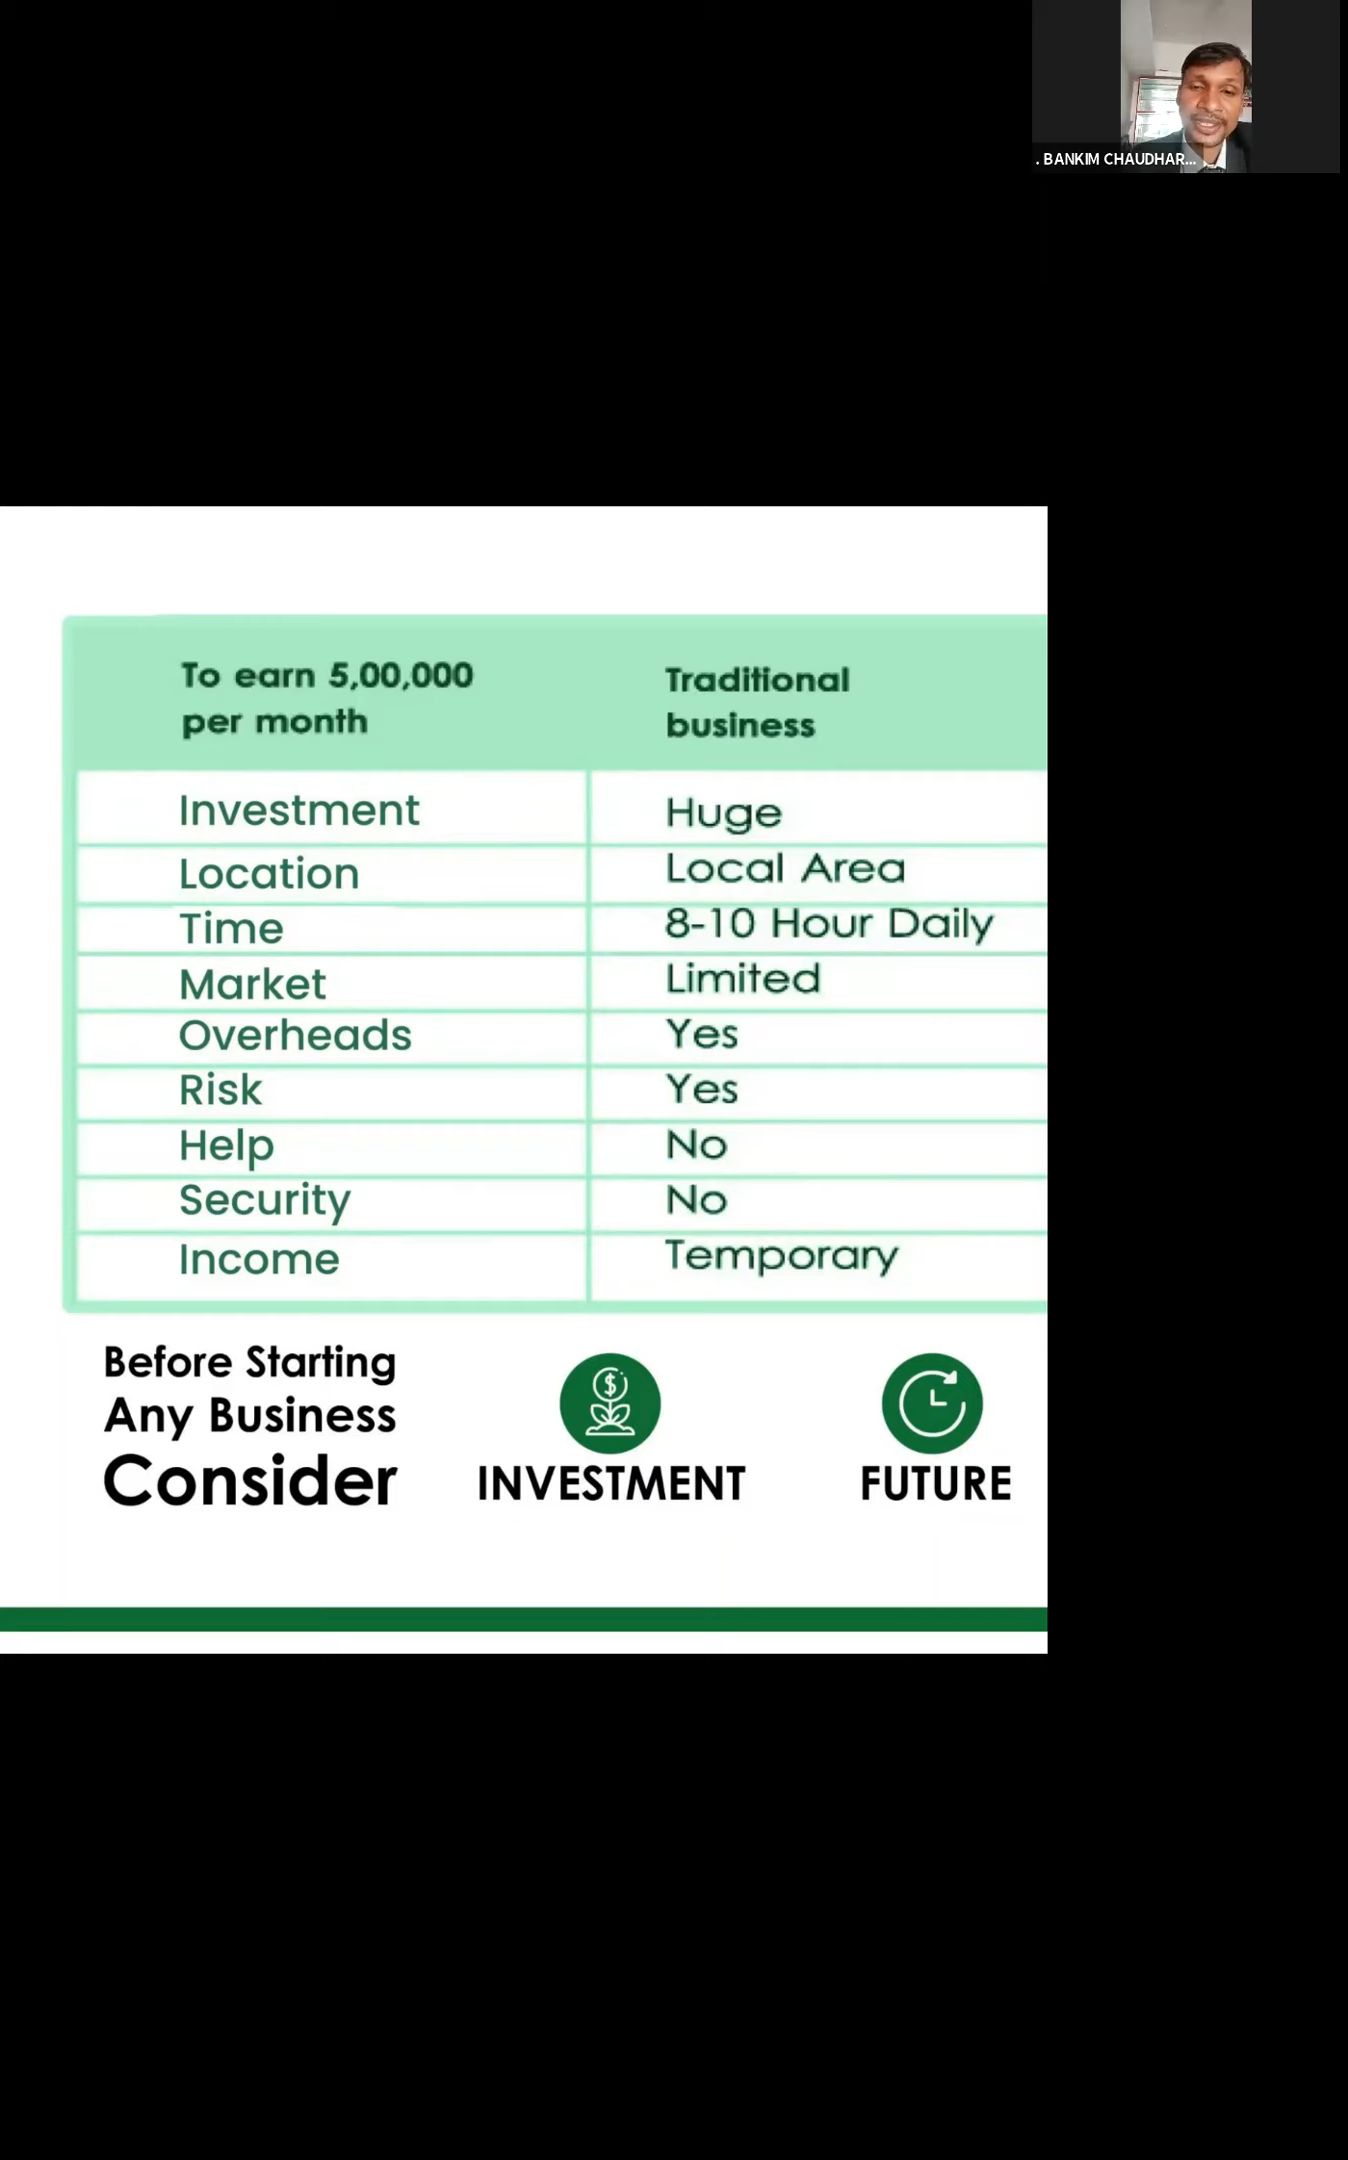 . BANKIM CHAUDHAR...
To earn 5,00,000 per month
Traditional business
Investment Huge
Location Local Area
Time 8-10 Hour Daily
Market Limited
Overheads Yes
Risk Yes
Help No
Security No
Income Temporary
Before Starting
Any Business
Consider
INVESTMENT
FUTURE